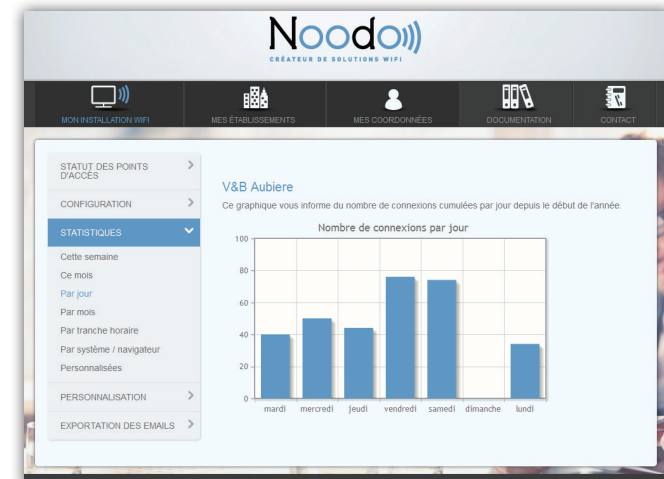 Noodo
CRÉATEUR DE SOLUTIONS WIFI
MON INSTALLATION WIFI
MES ÉTABLISSEMENTS
MES COORDONNÉES
DOCUMENTATION
CONTACT
STATUT DES POINTS
D'ACCÈS
CONFIGURATION
STATISTIQUES
Cette semaine
Ce mois
Par jour
Par mois
Par tranche horaire
Par système / navigateur
Personnalisées
PERSONNALISATION
EXPORTATION DES EMAILS
V&B Aubiere
Ce graphique vous informe du nombre de connexions cumulées par jour depuis le début de l'année.
Nombre de connexions par jour
100
80
60
40
20
0
mardi mercredi jeudi vendredi samedi dimanche lundi